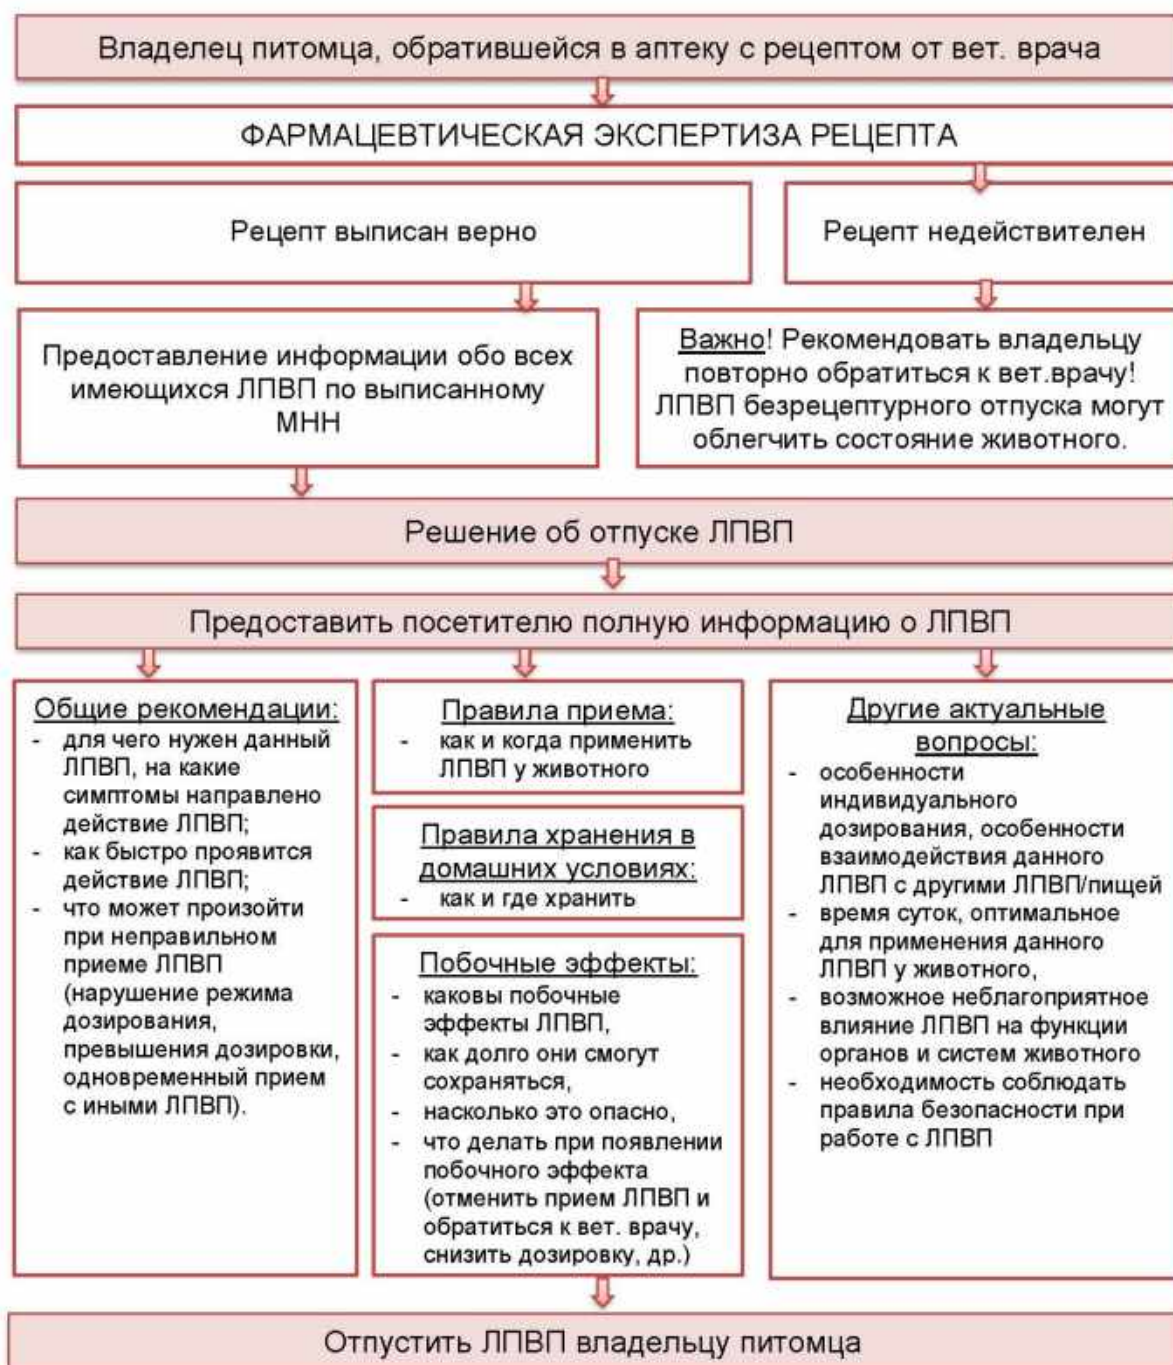 Владелец питомца, обратившейся в аптеку с рецептом от вет. врача
ФАРМАЦЕВТИЧЕСКАЯ ЭКСПЕРТИЗА РЕЦЕПТА
Рецепт выписан верно
Рецепт недействителен
Предоставление информации обо всех
имеющихся ЛПВП по выписанному
МНН
Важно! Рекомендовать владельцу
повторно обратиться к вет.врачу!
ЛПВП безрецептурного отпуска могут
облегчить состояние животного.
Решение об отпуске ЛПВП
Предоставить посетителю полную информацию о ЛПВП
Общие рекомендации:
- для чего нужен данный
ЛПВП, на какие
симптомы направлено
действие ЛПВП;
- как быстро проявится
действие ЛПВП;
- что может произойти
при неправильном
приеме ЛПВП
(нарушение режима
дозирования,
превышения дозировки,
одновременный прием
с иными ЛПВП).
Правила приема:
- как и когда применить
ЛПВП у животного
Правила хранения в
домашних условиях:
- как и где хранить
Побочные эффекты:
- каковы побочные
эффекты ЛПВП,
- как долго они смогут
сохраняться,
- насколько это опасно,
- что делать при появлении
побочного эффекта
(отменить прием ЛПВП и
обратиться к вет. врачу,
снизить дозировку, др.)
Другие актуальные
вопросы:
- особенности
индивидуального
дозирования, особенности
взаимодействия данного
ЛПВП с другими ЛПВП/пищей
- время суток, оптимальное
для применения данного
ЛПВП у животного,
- возможное неблагоприятное
влияние ЛПВП на функции
органов и систем животного
- необходимость соблюдать
правила безопасности при
работе с ЛПВП
Отпустить ЛПВП владельцу питомца